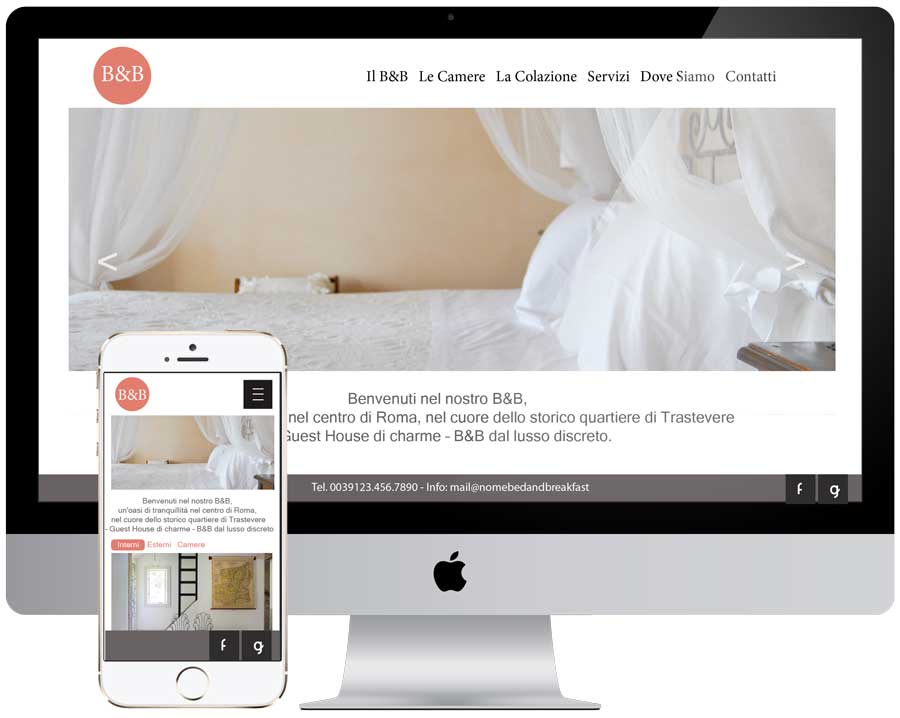 B&B
Il B&B Le Camere La Colazione Servizi Dove Siamo Contatti
< >
Benvenuti nel nostro B&B,
nel centro di Roma, nel cuore dello storico quartiere di Trastevere
Guest House di charme - B&B dal lusso discreto.
Tel. 0039123.456.7890 - Info: mail@nomebedandbreakfast
f g
B&B
Benvenuti nel nostro B&B,
un'oasi di tranquillità nel centro di Roma,
nel cuore dello storico quartiere di Trastevere
- Guest House di charme - B&B dal lusso discreto
Interni Esterni Camere
f g